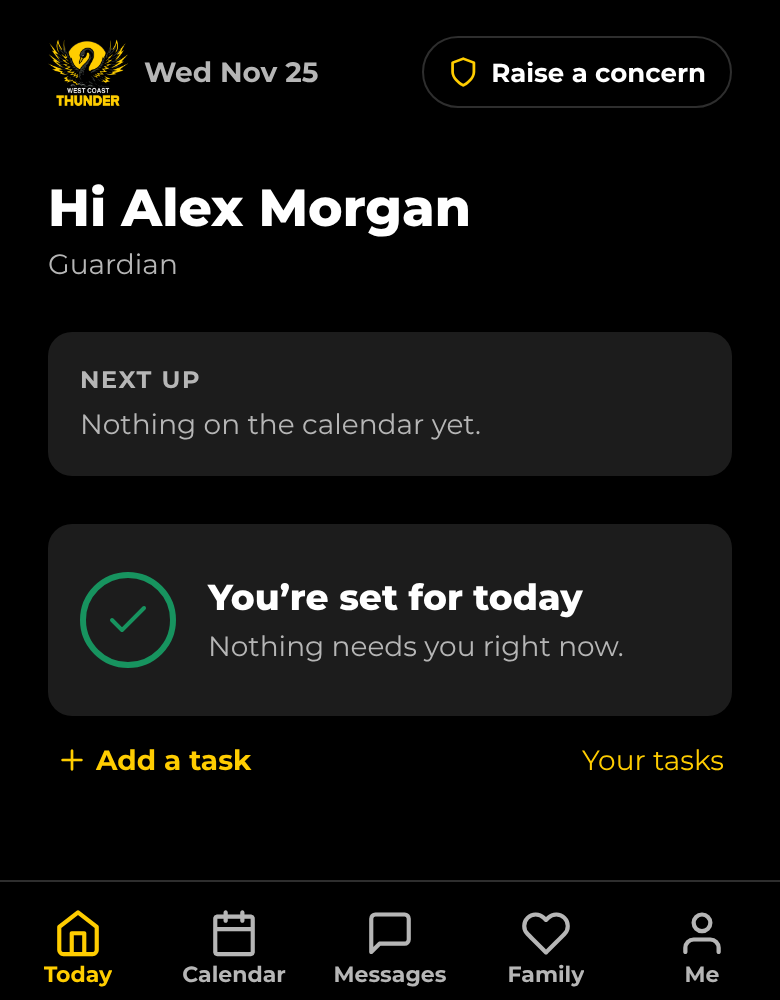 WEST COAST
THUNDER
Wed Nov 25
Raise a concern
Hi Alex Morgan
Guardian
NEXT UP
Nothing on the calendar yet.
You’re set for today
Nothing needs you right now.
+ Add a task
Your tasks
Today
Calendar
Messages
Family
Me